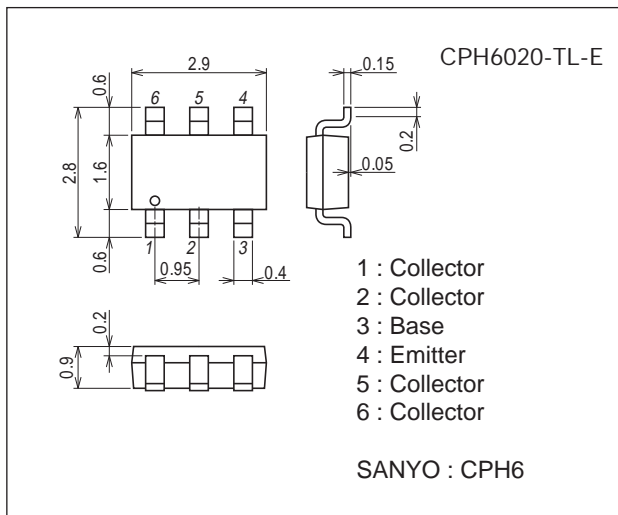 CPH6020-TL-E
2.9
0.15
0.6
6 5 4
0.2
2.8
1.6
0.05
0.6
1 2 3
0.95
0.4
1 : Collector
2 : Collector
3 : Base
4 : Emitter
5 : Collector
6 : Collector
0.2
0.9
SANYO : CPH6